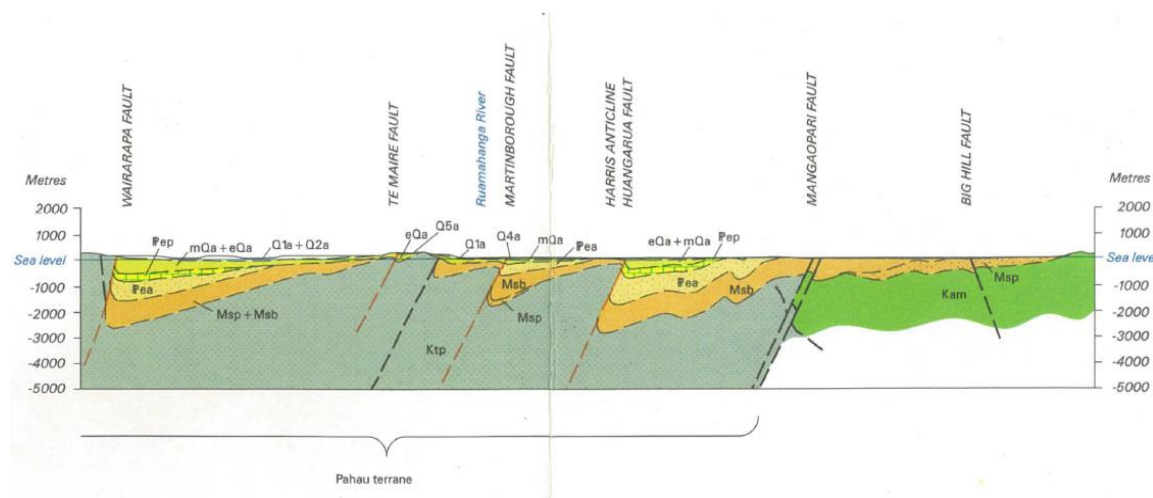 WAIRARAPA FAULT
TE MAIRE FAULT
Ruamahanga River
MARTINBOROUGH FAULT
HARRIS ANTICLINE
HUANGARUA FAULT
MANGAOPARI FAULT
BIG HILL FAULT
Metres
Metres
2000
2000
1000
1000
Sea level
Sea leve
-1000
-1000
-2000
-2000
-3000
-3000
-4000
-4000
-5000
-5000
Pep
mQa + eQa
Q1a + Q2a
eQa
Q5a
Q1a
Q4a
mQa
Pea
eQa + mQa
Pep
Pea
Msp + Msb
Msb
Msp
Pea
Msb
Msp
Kam
Ktp
Pahau terrane